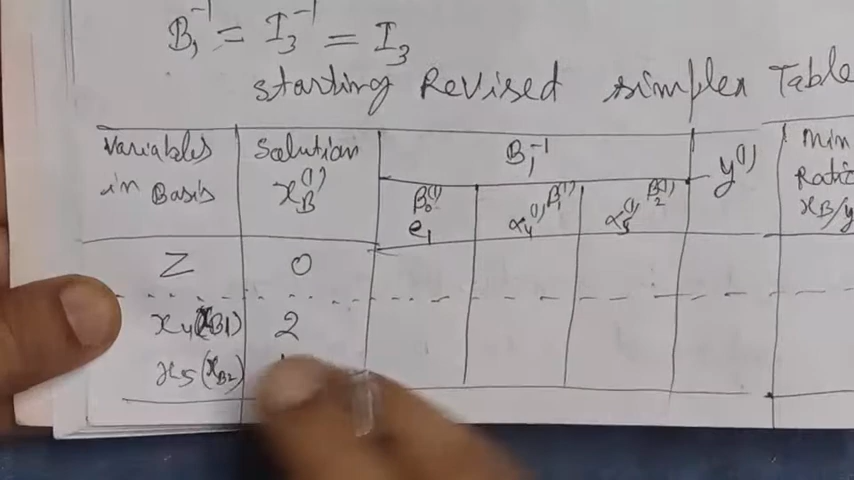 B₁⁻¹ = I₃⁻¹ = I₃
starting Revised simplex Table
Variables in Basis
Solution x_B⁽¹⁾
B₁⁻¹
y⁽¹⁾
Min Ratio x_B/y
β₀⁽¹⁾ e₁
β₁⁽¹⁾ α₄⁽¹⁾
β₂⁽¹⁾ α₅⁽¹⁾
Z 0
x₄(x_B1) 2
x₅(x_B2)